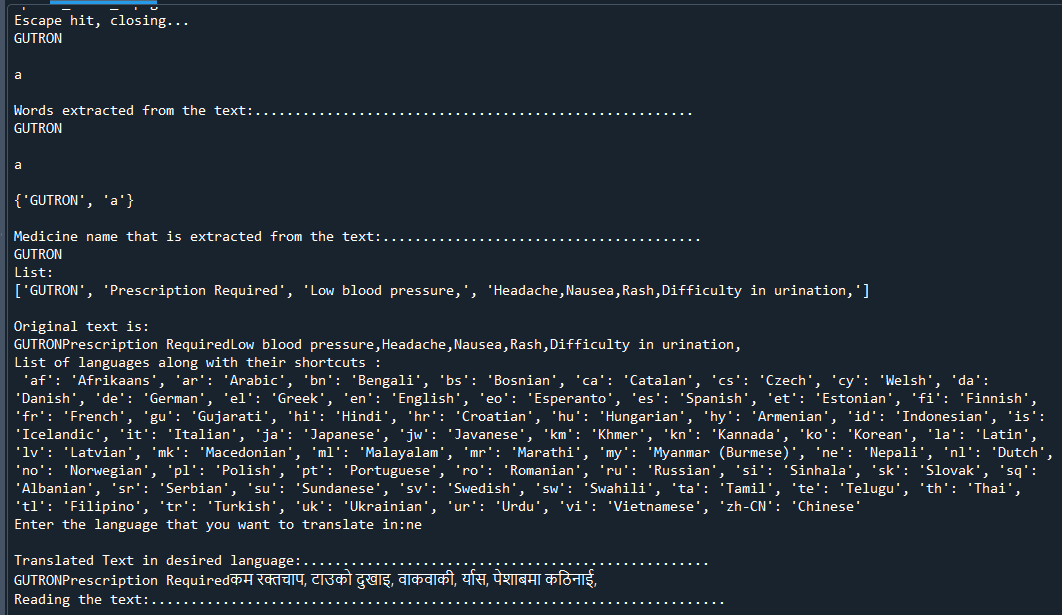 Escape hit, closing...
GUTRON
a
Words extracted from the text:.......................................................
GUTRON
a
{'GUTRON', 'a'}
Medicine name that is extracted from the text:........................................
GUTRON
List:
['GUTRON', 'Prescription Required', 'Low blood pressure,', 'Headache,Nausea,Rash,Difficulty in urination,']
Original text is:
GUTRONPrescription RequiredLow blood pressure,Headache,Nausea,Rash,Difficulty in urination,
List of languages along with their shortcuts :
'af': 'Afrikaans', 'ar': 'Arabic', 'bn': 'Bengali', 'bs': 'Bosnian', 'ca': 'Catalan', 'cs': 'Czech', 'cy': 'Welsh', 'da':
'Danish', 'de': 'German', 'el': 'Greek', 'en': 'English', 'eo': 'Esperanto', 'es': 'Spanish', 'et': 'Estonian', 'fi': 'Finnish',
'fr': 'French', 'gu': 'Gujarati', 'hi': 'Hindi', 'hr': 'Croatian', 'hu': 'Hungarian', 'hy': 'Armenian', 'id': 'Indonesian', 'is':
'Icelandic', 'it': 'Italian', 'ja': 'Japanese', 'jw': 'Javanese', 'km': 'Khmer', 'kn': 'Kannada', 'ko': 'Korean', 'la': 'Latin',
'lv': 'Latvian', 'mk': 'Macedonian', 'ml': 'Malayalam', 'mr': 'Marathi', 'my': 'Myanmar (Burmese)', 'ne': 'Nepali', 'nl': 'Dutch',
'no': 'Norwegian', 'pl': 'Polish', 'pt': 'Portuguese', 'ro': 'Romanian', 'ru': 'Russian', 'si': 'Sinhala', 'sk': 'Slovak', 'sq':
'Albanian', 'sr': 'Serbian', 'su': 'Sundanese', 'sv': 'Swedish', 'sw': 'Swahili', 'ta': 'Tamil', 'te': 'Telugu', 'th': 'Thai',
'tl': 'Filipino', 'tr': 'Turkish', 'uk': 'Ukrainian', 'ur': 'Urdu', 'vi': 'Vietnamese', 'zh-CN': 'Chinese'
Enter the language that you want to translate in:ne
Translated Text in desired language:...................................................
GUTRONPrescription Requiredकम रक्तचाप, टाउको दुखाइ, वाकवाकी, र्यास, पेशाबमा कठिनाई,
Reading the text:........................................................................